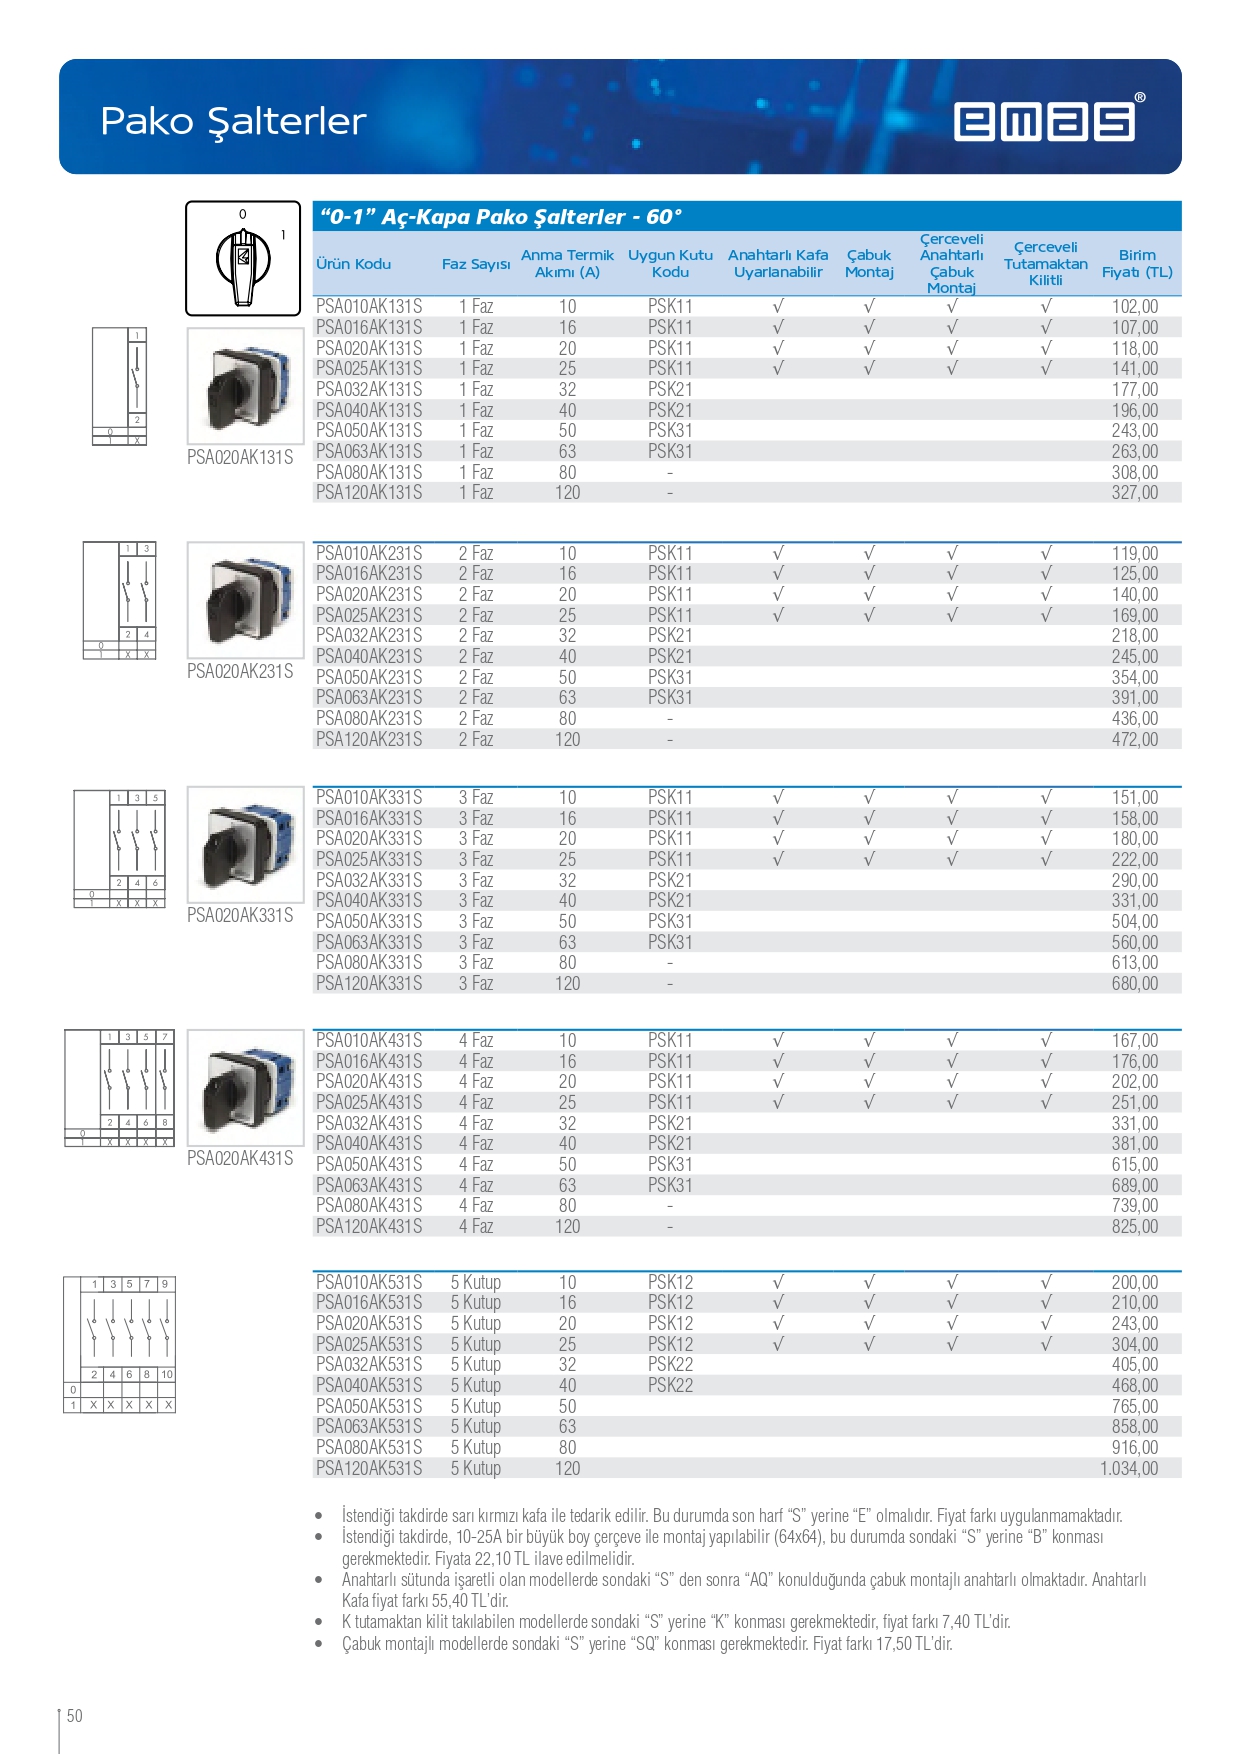 Pako Şalterler
emas®
“0-1” Aç-Kapa Pako Şalterler - 60°
Ürün Kodu Faz Sayısı Anma Termik Akımı (A) Uygun Kutu Kodu Anahtarlı Kafa Uyarlanabilir Çabuk Montaj Çerceveli Anahtarlı Çabuk Montaj Çerceveli Tutamaktan Kilitli Birim Fiyatı (TL)
0
1
PSA010AK131S 1 Faz 10 PSK11 √ √ √ √ 102,00
PSA016AK131S 1 Faz 16 PSK11 √ √ √ √ 107,00
PSA020AK131S 1 Faz 20 PSK11 √ √ √ √ 118,00
PSA025AK131S 1 Faz 25 PSK11 √ √ √ √ 141,00
PSA032AK131S 1 Faz 32 PSK21 177,00
PSA040AK131S 1 Faz 40 PSK21 196,00
PSA050AK131S 1 Faz 50 PSK31 243,00
PSA063AK131S 1 Faz 63 PSK31 263,00
PSA080AK131S 1 Faz 80 - 308,00
PSA120AK131S 1 Faz 120 - 327,00
1
2
0
1 X
PSA020AK131S
PSA010AK231S 2 Faz 10 PSK11 √ √ √ √ 119,00
PSA016AK231S 2 Faz 16 PSK11 √ √ √ √ 125,00
PSA020AK231S 2 Faz 20 PSK11 √ √ √ √ 140,00
PSA025AK231S 2 Faz 25 PSK11 √ √ √ √ 169,00
PSA032AK231S 2 Faz 32 PSK21 218,00
PSA040AK231S 2 Faz 40 PSK21 245,00
PSA050AK231S 2 Faz 50 PSK31 354,00
PSA063AK231S 2 Faz 63 PSK31 391,00
PSA080AK231S 2 Faz 80 - 436,00
PSA120AK231S 2 Faz 120 - 472,00
1 3
2 4
0
1 X X
PSA020AK231S
PSA010AK331S 3 Faz 10 PSK11 √ √ √ √ 151,00
PSA016AK331S 3 Faz 16 PSK11 √ √ √ √ 158,00
PSA020AK331S 3 Faz 20 PSK11 √ √ √ √ 180,00
PSA025AK331S 3 Faz 25 PSK11 √ √ √ √ 222,00
PSA032AK331S 3 Faz 32 PSK21 290,00
PSA040AK331S 3 Faz 40 PSK21 331,00
PSA050AK331S 3 Faz 50 PSK31 504,00
PSA063AK331S 3 Faz 63 PSK31 560,00
PSA080AK331S 3 Faz 80 - 613,00
PSA120AK331S 3 Faz 120 - 680,00
1 3 5
2 4 6
0
1 X X X
PSA020AK331S
PSA010AK431S 4 Faz 10 PSK11 √ √ √ √ 167,00
PSA016AK431S 4 Faz 16 PSK11 √ √ √ √ 176,00
PSA020AK431S 4 Faz 20 PSK11 √ √ √ √ 202,00
PSA025AK431S 4 Faz 25 PSK11 √ √ √ √ 251,00
PSA032AK431S 4 Faz 32 PSK21 331,00
PSA040AK431S 4 Faz 40 PSK21 381,00
PSA050AK431S 4 Faz 50 PSK31 615,00
PSA063AK431S 4 Faz 63 PSK31 689,00
PSA080AK431S 4 Faz 80 - 739,00
PSA120AK431S 4 Faz 120 - 825,00
1 3 5 7
2 4 6 8
0
1 X X X X
PSA020AK431S
PSA010AK531S 5 Kutup 10 PSK12 √ √ √ √ 200,00
PSA016AK531S 5 Kutup 16 PSK12 √ √ √ √ 210,00
PSA020AK531S 5 Kutup 20 PSK12 √ √ √ √ 243,00
PSA025AK531S 5 Kutup 25 PSK12 √ √ √ √ 304,00
PSA032AK531S 5 Kutup 32 PSK22 405,00
PSA040AK531S 5 Kutup 40 PSK22 468,00
PSA050AK531S 5 Kutup 50 765,00
PSA063AK531S 5 Kutup 63 858,00
PSA080AK531S 5 Kutup 80 916,00
PSA120AK531S 5 Kutup 120 1.034,00
1 3 5 7 9
2 4 6 8 10
0
1 X X X X X
• İstendiği takdirde sarı kırmızı kafa ile tedarik edilir. Bu durumda son harf “S” yerine “E” olmalıdır. Fiyat farkı uygulanmamaktadır.
• İstendiği takdirde, 10-25A bir büyük boy çerçeve ile montaj yapılabilir (64x64), bu durumda sondaki “S” yerine “B” konması
gerekmektedir. Fiyata 22,10 TL ilave edilmelidir.
• Anahtarlı sütunda işaretli olan modellerde sondaki “S” den sonra “AQ” konulduğunda çabuk montajlı anahtarlı olmaktadır. Anahtarlı
Kafa fiyat farkı 55,40 TL’dir.
• K tutamaktan kilit takılabilen modellerde sondaki “S” yerine “K” konması gerekmektedir, fiyat farkı 7,40 TL’dir.
• Çabuk montajlı modellerde sondaki “S” yerine “SQ” konması gerekmektedir. Fiyat farkı 17,50 TL’dir.
50